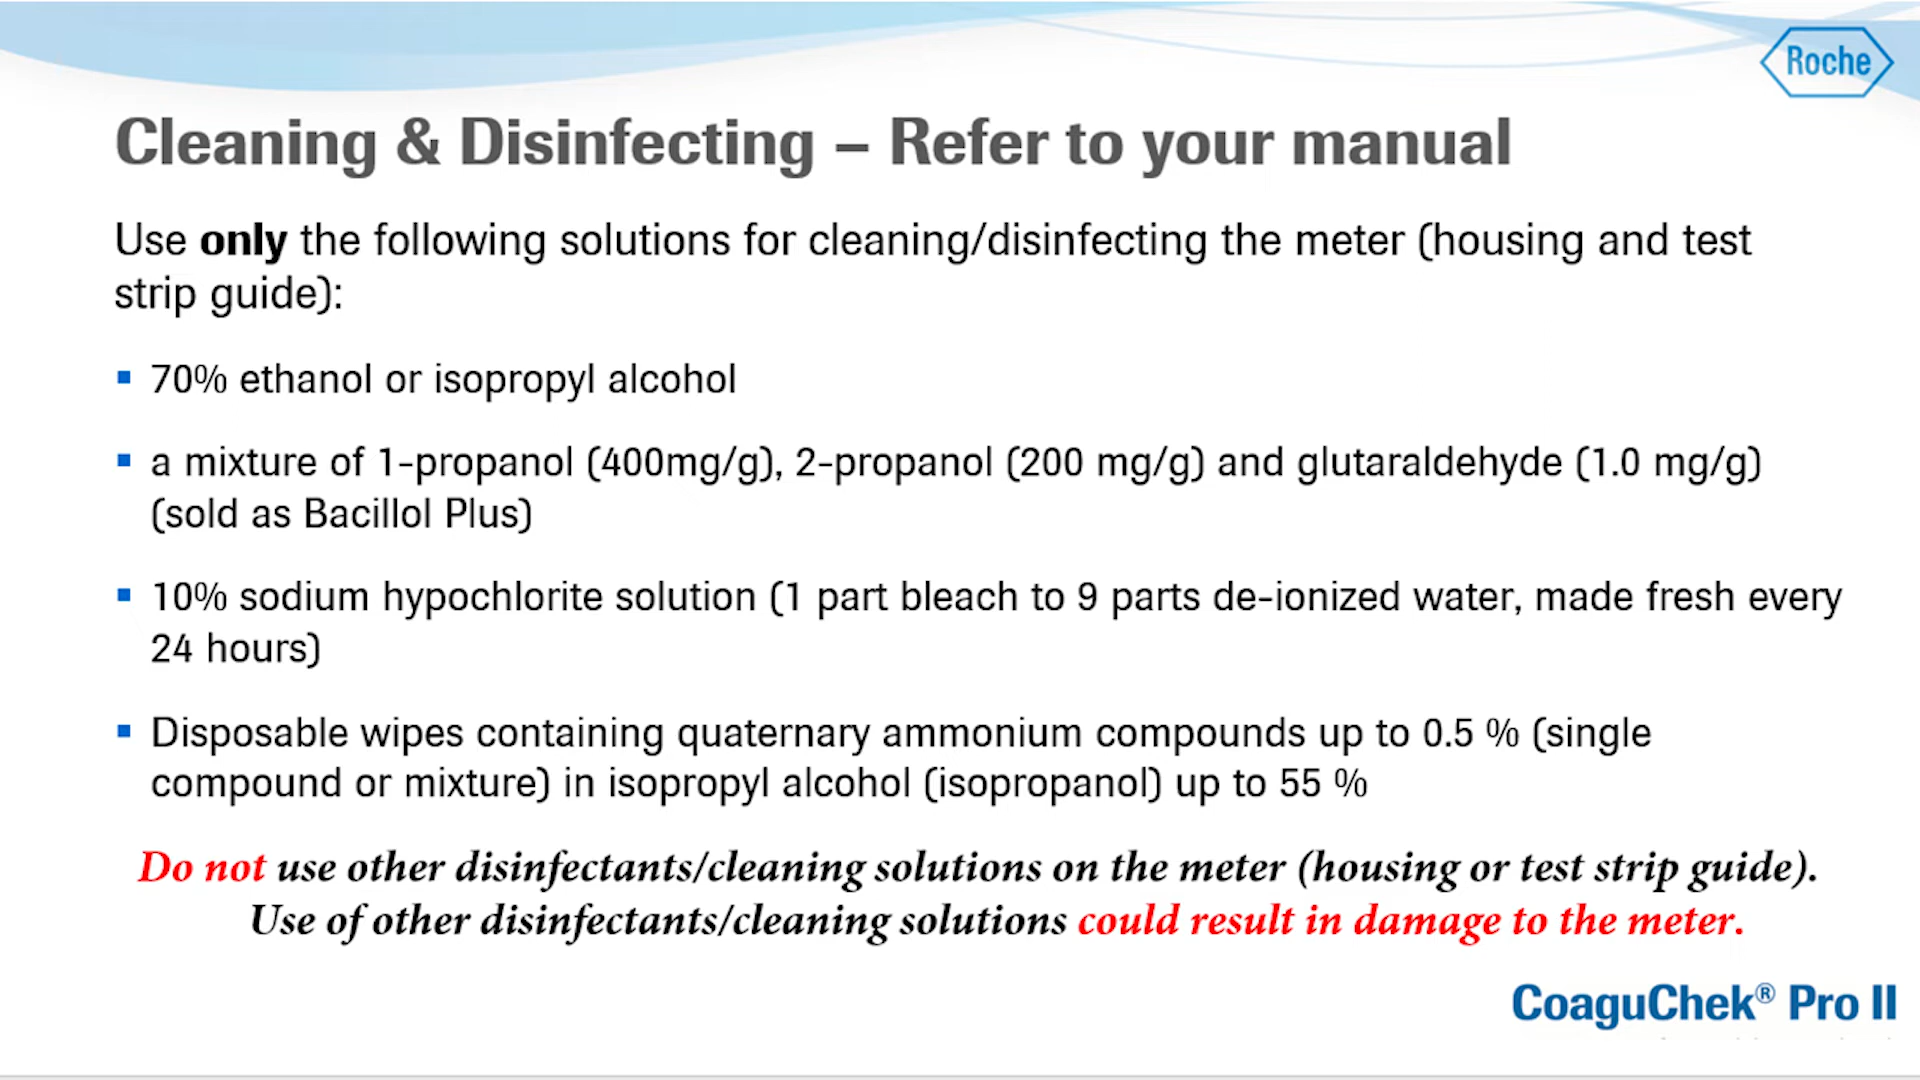 Roche
Cleaning & Disinfecting – Refer to your manual
Use only the following solutions for cleaning/disinfecting the meter (housing and test
strip guide):
▪ 70% ethanol or isopropyl alcohol
▪ a mixture of 1-propanol (400mg/g), 2-propanol (200 mg/g) and glutaraldehyde (1.0 mg/g)
(sold as Bacillol Plus)
▪ 10% sodium hypochlorite solution (1 part bleach to 9 parts de-ionized water, made fresh every
24 hours)
▪ Disposable wipes containing quaternary ammonium compounds up to 0.5 % (single
compound or mixture) in isopropyl alcohol (isopropanol) up to 55 %
Do not use other disinfectants/cleaning solutions on the meter (housing or test strip guide).
Use of other disinfectants/cleaning solutions could result in damage to the meter.
CoaguChek® Pro II